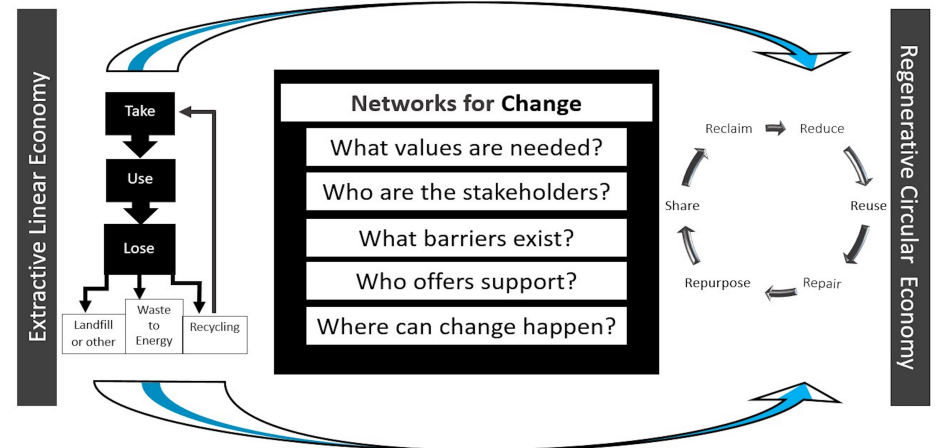 Extractive Linear Economy
Take
Use
Lose
Landfill
or other
Waste
to
Energy
Recycling
Networks for Change
What values are needed?
Who are the stakeholders?
What barriers exist?
Who offers support?
Where can change happen?
Reclaim
Reduce
Reuse
Repair
Repurpose
Share
Regenerative Circular Economy